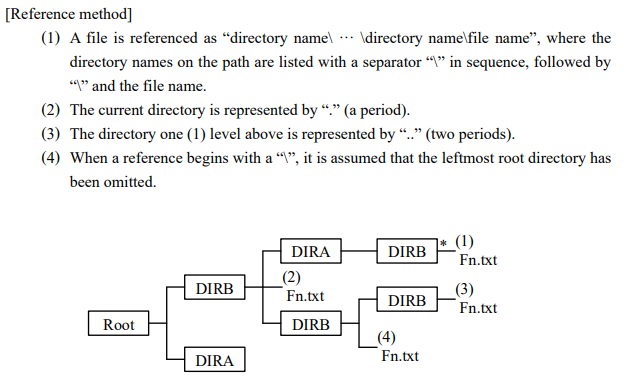 [Reference method]
(1) A file is referenced as “directory name\ ··· \directory name\file name”, where the
directory names on the path are listed with a separator “\” in sequence, followed by
“\” and the file name.
(2) The current directory is represented by “.” (a period).
(3) The directory one (1) level above is represented by “..” (two periods).
(4) When a reference begins with a “\”, it is assumed that the leftmost root directory has
been omitted.
DIRA
DIRB
* (1)
Fn.txt
DIRB
(2)
Fn.txt
DIRB
(3)
Fn.txt
Root
DIRB
(4)
Fn.txt
DIRA